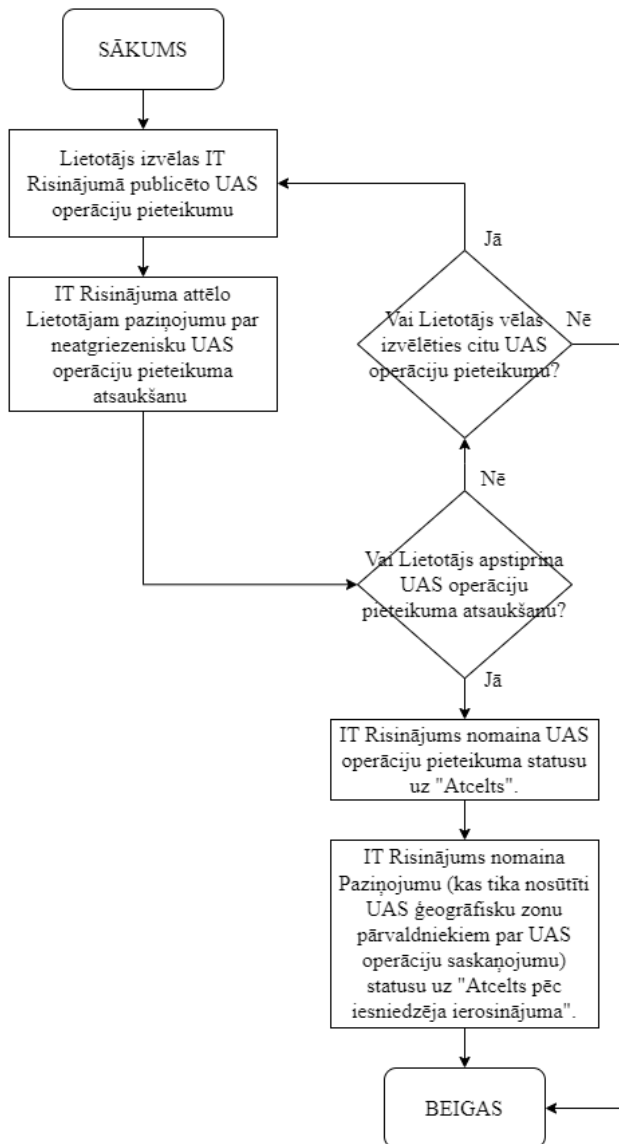 SĀKUMS
Lietotājs izvēlas IT
Risinājumā publicēto UAS
operāciju pieteikumu
IT Risinājuma attēlo
Lietotājam paziņojumu par
neatgriezenisku UAS
operāciju pieteikuma
atsaukšanu
Jā
Vai Lietotājs vēlas
izvēlēties citu UAS
operāciju pieteikumu?
Nē
Nē
Vai Lietotājs apstiprina
UAS operāciju
pieteikuma atsaukšanu?
Jā
IT Risinājums nomaina UAS
operāciju pieteikuma statusu
uz "Atcelts".
IT Risinājums nomaina
Paziņojumu (kas tika nosūtīti
UAS ģeogrāfisku zonu
pārvaldniekiem par UAS
operāciju saskaņojumu)
statusu uz "Atcelts pēc
iesniedzēja ierosinājuma".
BEIGAS